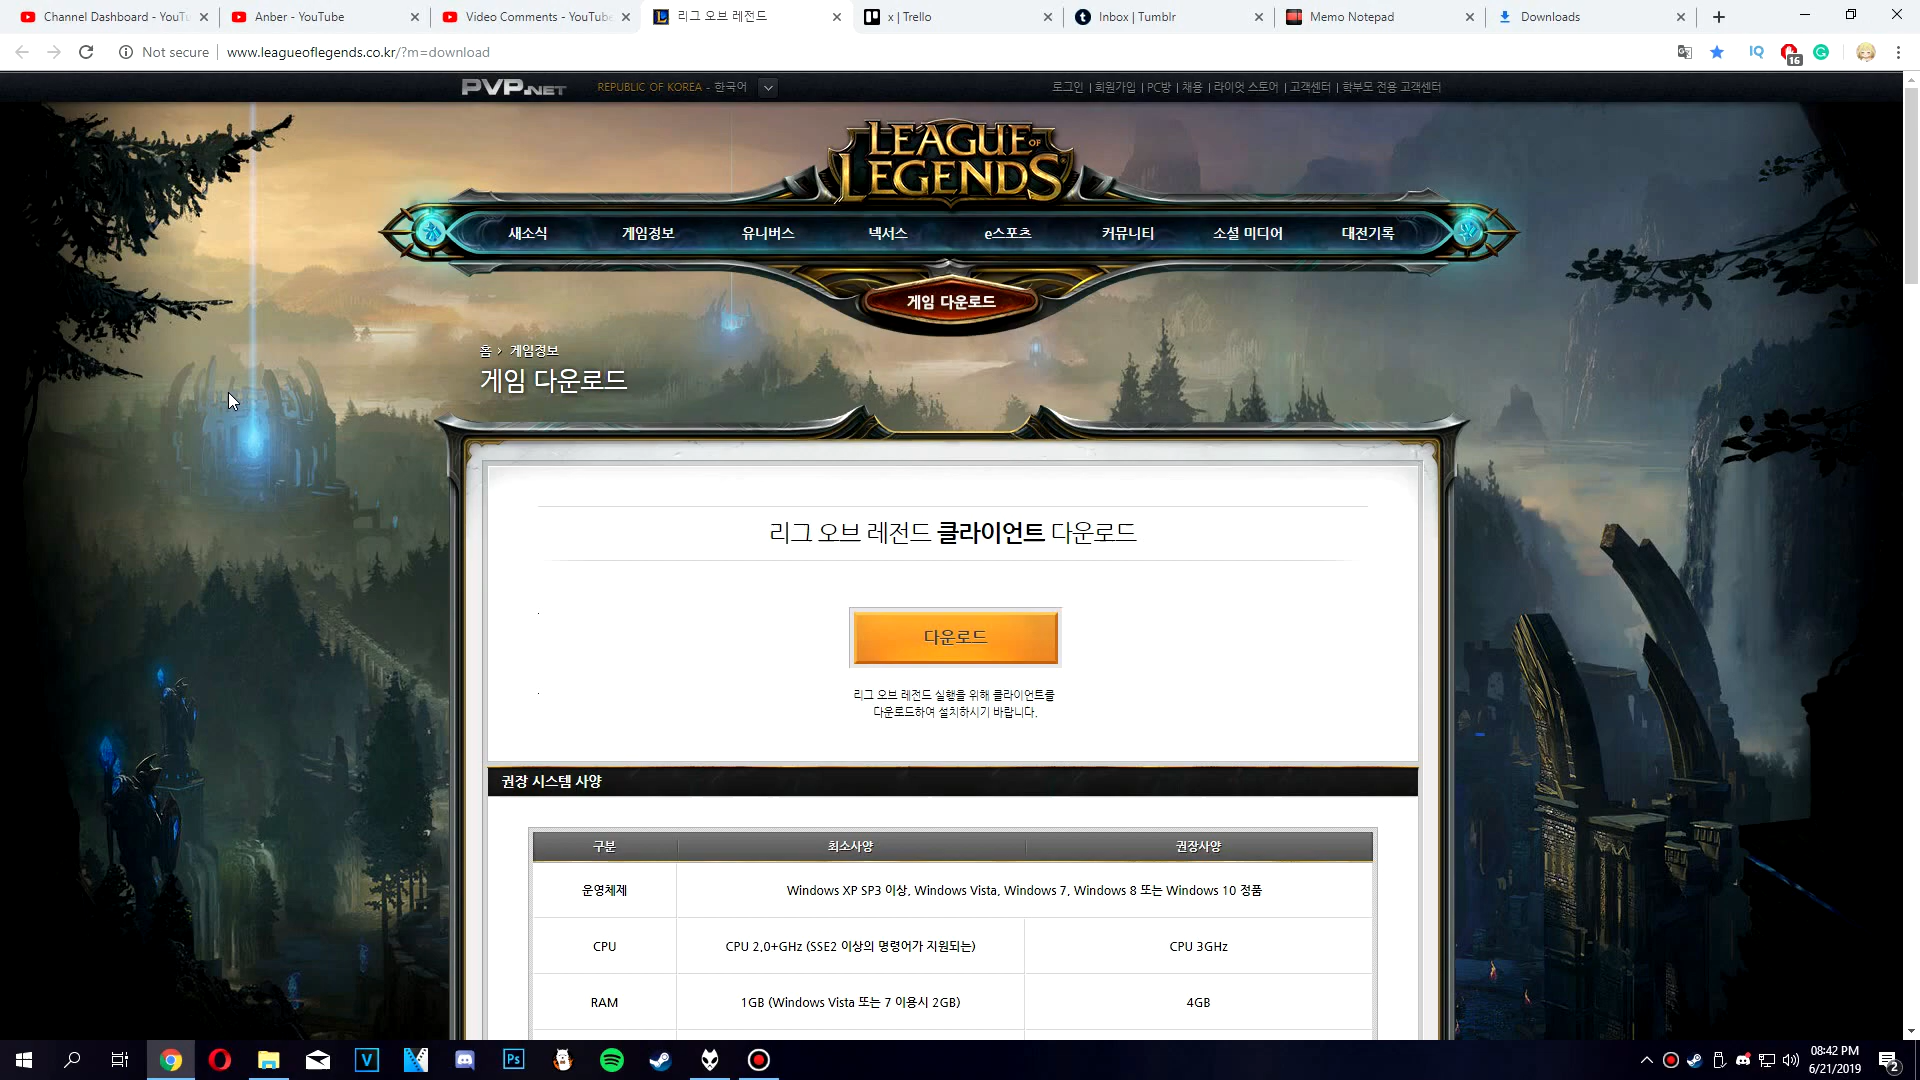 Channel Dashboard - YouTu
Anber - YouTube
Video Comments - YouTube
리그 오브 레전드
x | Trello
Inbox | Tumblr
Memo Notepad
Downloads
Not secure
www.leagueoflegends.co.kr/?m=download
IQ
16
PVP.NET
REPUBLIC OF KOREA - 한국어
로그인 | 회원가입 | PC방 | 채용 | 라이엇 스토어 | 고객센터 | 학부모 전용 고객센터
LEAGUE OF
LEGENDS
새소식 게임정보 유니버스 넥서스 e스포츠 커뮤니티 소셜 미디어 대전기록
게임 다운로드
홈 › 게임정보
게임 다운로드
리그 오브 레전드 클라이언트 다운로드
다운로드
리그 오브 레전드 실행을 위해 클라이언트를
다운로드하여 설치하시기 바랍니다.
권장 시스템 사양
구분 최소사양 권장사양
운영체제 Windows XP SP3 이상, Windows Vista, Windows 7, Windows 8 또는 Windows 10 정품
CPU CPU 2.0+GHz (SSE2 이상의 명령어가 지원되는) CPU 3GHz
RAM 1GB (Windows Vista 또는 7 이용시 2GB) 4GB
V
Ps
08:42 PM
6/21/2019
2